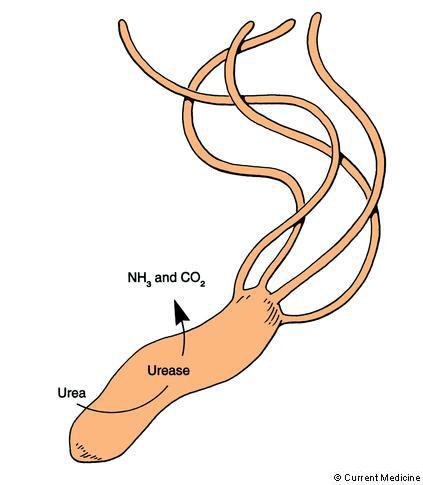 NH₃ and CO₂
Urease
Urea
© Current Medicine